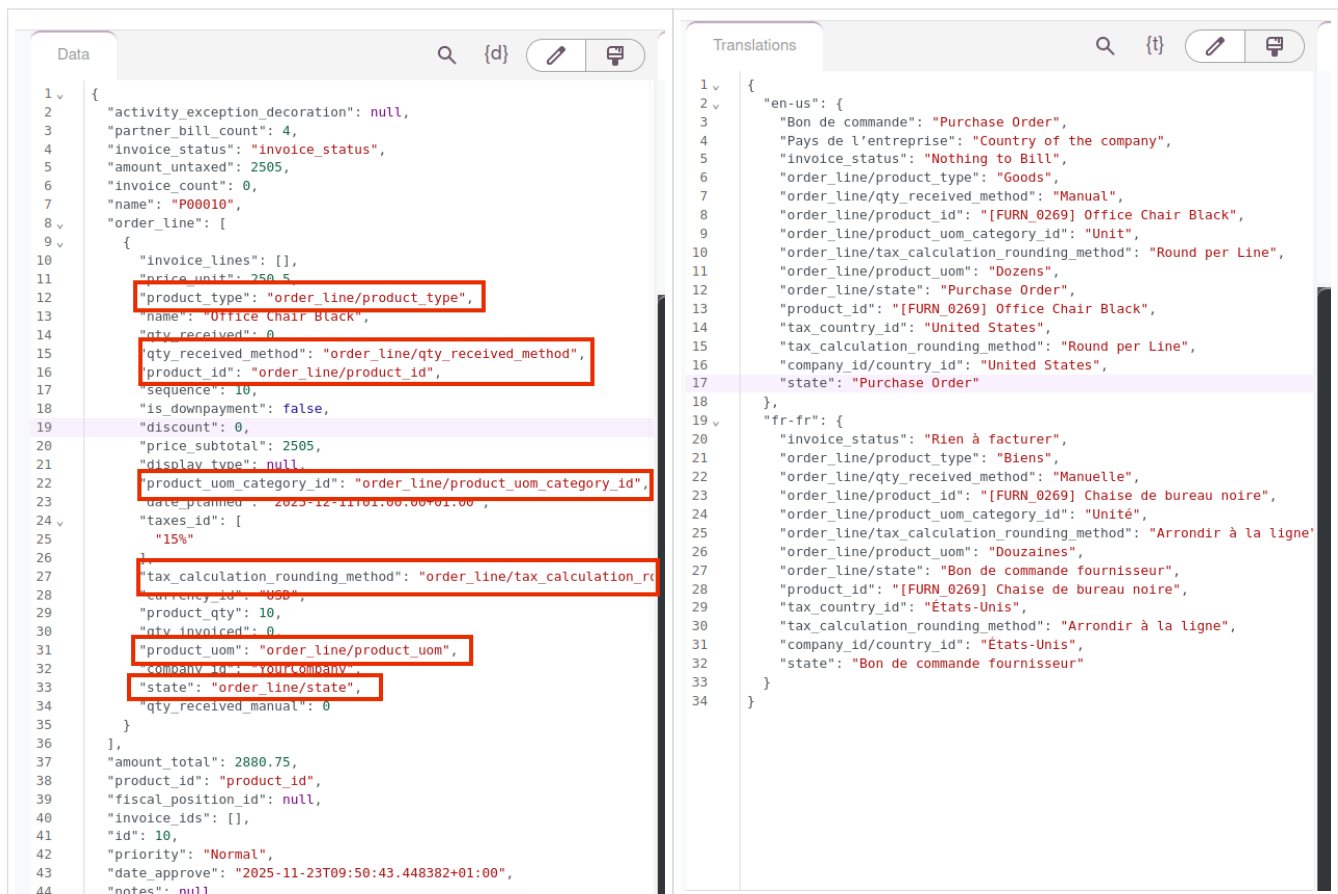 Data
{d}
1 {
2 "activity_exception_decoration": null,
3 "partner_bill_count": 4,
4 "invoice_status": "invoice_status",
5 "amount_untaxed": 2505,
6 "invoice_count": 0,
7 "name": "P00010",
8 "order_line": [
9 {
10 "invoice_lines": [],
11 "price_unit": 250.5,
12 "product_type": "order_line/product_type",
13 "name": "Office Chair Black",
14 "qty_received": 0,
15 "qty_received_method": "order_line/qty_received_method",
16 "product_id": "order_line/product_id",
17 "sequence": 10,
18 "is_downpayment": false,
19 "discount": 0,
20 "price_subtotal": 2505,
21 "display_type": null,
22 "product_uom_category_id": "order_line/product_uom_category_id",
23 "date_planned": "2025-12-11T01:00:00+01:00",
24 "taxes_id": [
25 "15%"
26 ],
27 "tax_calculation_rounding_method": "order_line/tax_calculation_ro
28 "currency_id": "USD",
29 "product_qty": 10,
30 "qty_invoiced": 0,
31 "product_uom": "order_line/product_uom",
32 "company_id": "YourCompany",
33 "state": "order_line/state",
34 "qty_received_manual": 0
35 }
36 ],
37 "amount_total": 2880.75,
38 "product_id": "product_id",
39 "fiscal_position_id": null,
40 "invoice_ids": [],
41 "id": 10,
42 "priority": "Normal",
43 "date_approve": "2025-11-23T09:50:43.448382+01:00",
44 "notes": null
Translations
{t}
1 {
2 "en-us": {
3 "Bon de commande": "Purchase Order",
4 "Pays de l’entreprise": "Country of the company",
5 "invoice_status": "Nothing to Bill",
6 "order_line/product_type": "Goods",
7 "order_line/qty_received_method": "Manual",
8 "order_line/product_id": "[FURN_0269] Office Chair Black",
9 "order_line/product_uom_category_id": "Unit",
10 "order_line/tax_calculation_rounding_method": "Round per Line",
11 "order_line/product_uom": "Dozens",
12 "order_line/state": "Purchase Order",
13 "product_id": "[FURN_0269] Office Chair Black",
14 "tax_country_id": "United States",
15 "tax_calculation_rounding_method": "Round per Line",
16 "company_id/country_id": "United States",
17 "state": "Purchase Order"
18 },
19 "fr-fr": {
20 "invoice_status": "Rien à facturer",
21 "order_line/product_type": "Biens",
22 "order_line/qty_received_method": "Manuelle",
23 "order_line/product_id": "[FURN_0269] Chaise de bureau noire",
24 "order_line/product_uom_category_id": "Unité",
25 "order_line/tax_calculation_rounding_method": "Arrondir à la ligne"
26 "order_line/product_uom": "Douzaines",
27 "order_line/state": "Bon de commande fournisseur",
28 "product_id": "[FURN_0269] Chaise de bureau noire",
29 "tax_country_id": "États-Unis",
30 "tax_calculation_rounding_method": "Arrondir à la ligne",
31 "company_id/country_id": "États-Unis",
32 "state": "Bon de commande fournisseur"
33 }
34 }